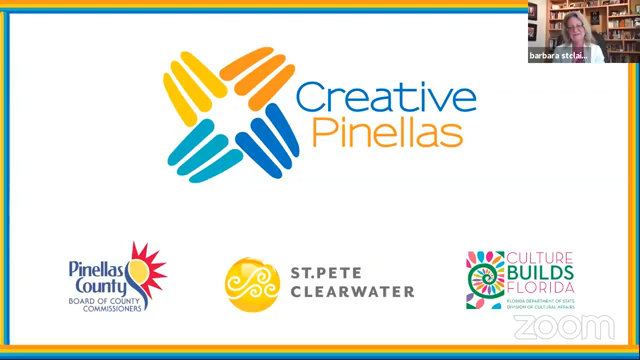 barbara stclai...
Creative
Pinellas
Pinellas
County
BOARD OF COUNTY
COMMISSIONERS
ST.PETE
CLEARWATER
CULTURE
BUILDS
FLORIDA
FLORIDA DEPARTMENT OF STATE
DIVISION OF CULTURAL AFFAIRS
zoom